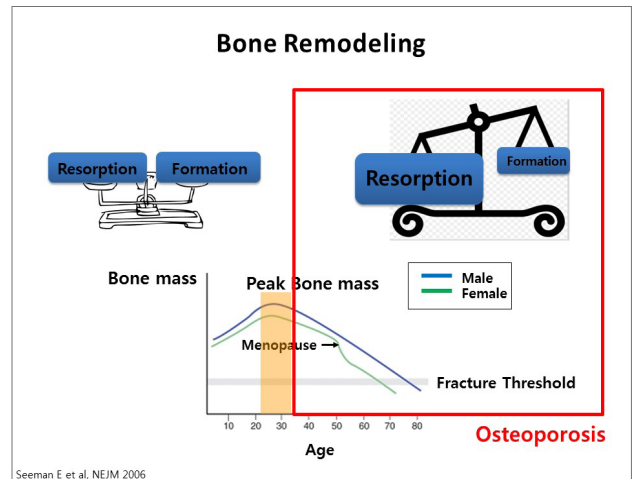 Bone Remodeling
Resorption
Formation
Resorption
Formation
Bone mass
Peak Bone mass
Male
Female
Menopause
Fracture Threshold
10 20 30 40 50 60 70 80
Age
Osteoporosis
Seeman E et al, NEJM 2006